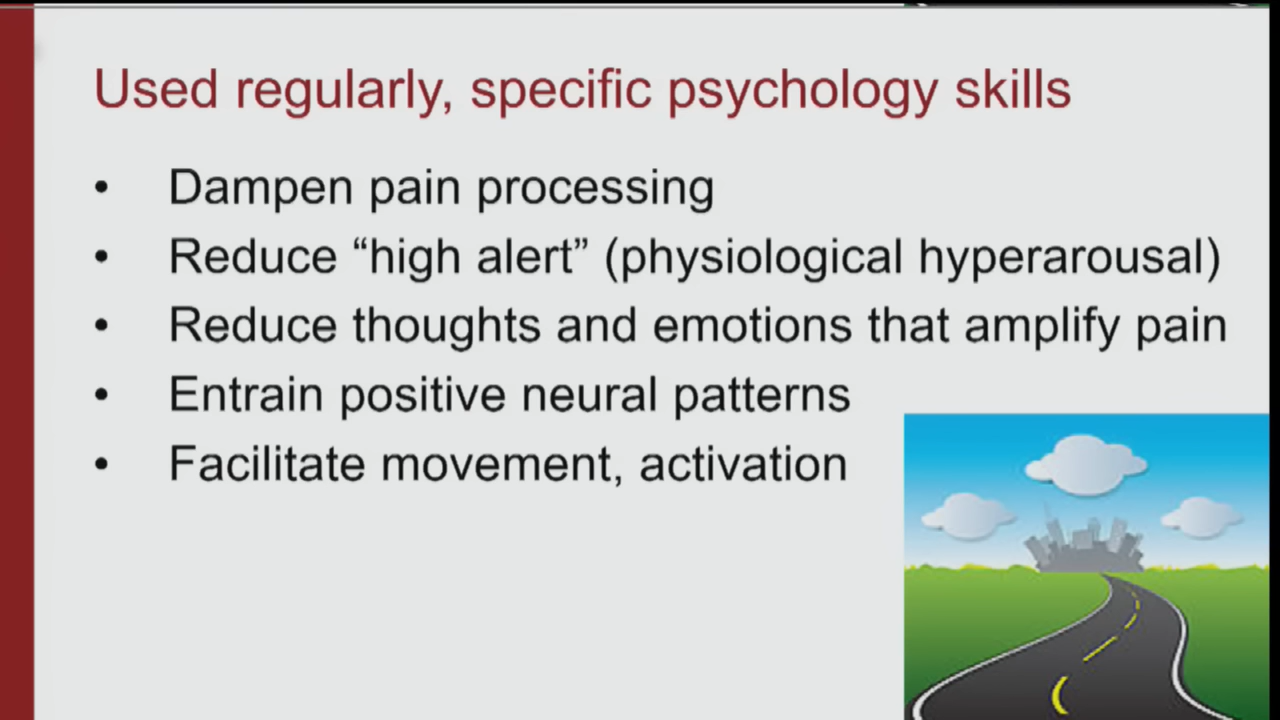 Used regularly, specific psychology skills
• Dampen pain processing
• Reduce “high alert” (physiological hyperarousal)
• Reduce thoughts and emotions that amplify pain
• Entrain positive neural patterns
• Facilitate movement, activation